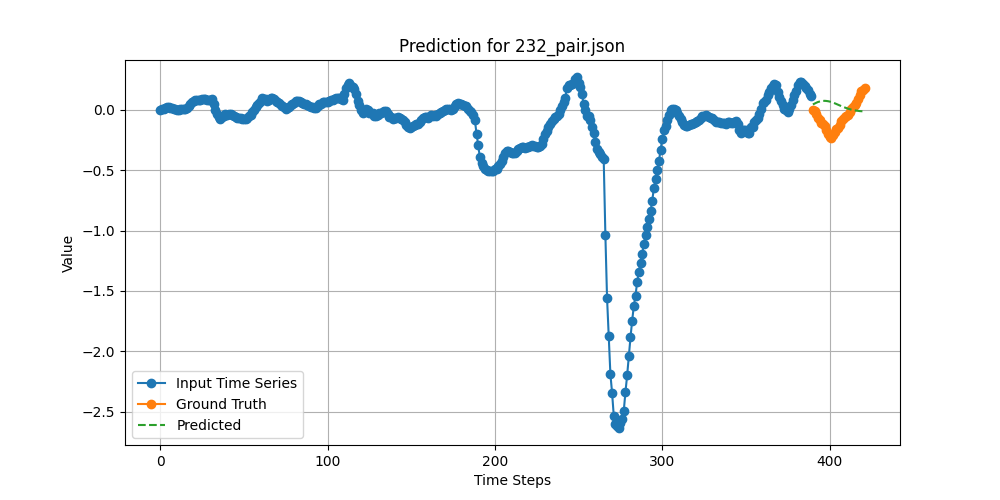 Prediction for 232_pair.json
Value
0.0
−0.5
−1.0
−1.5
−2.0
−2.5
Input Time Series
Ground Truth
Predicted
0
100
200
300
400
Time Steps